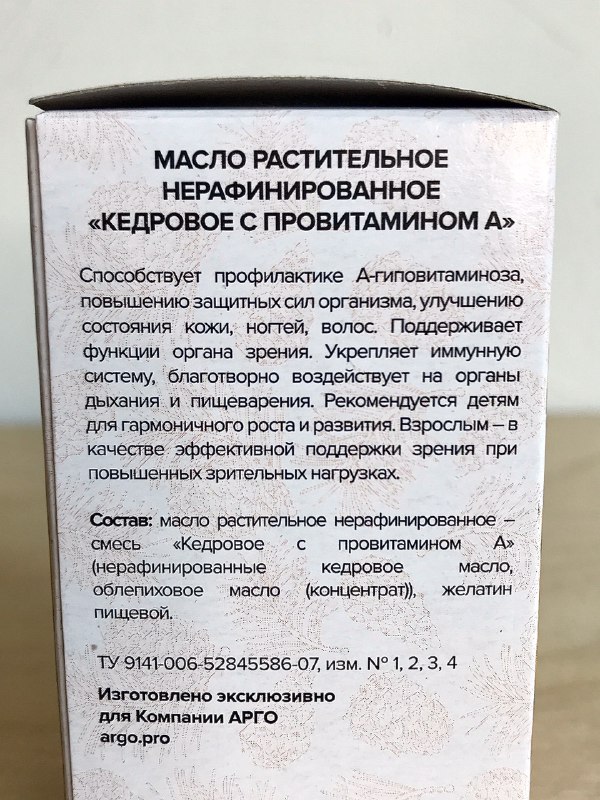 МАСЛО РАСТИТЕЛЬНОЕ
НЕРАФИНИРОВАННОЕ
«КЕДРОВОЕ С ПРОВИТАМИНОМ А»
Способствует профилактике А-гиповитаминоза,
повышению защитных сил организма, улучшению
состояния кожи, ногтей, волос. Поддерживает
функции органа зрения. Укрепляет иммунную
систему, благотворно воздействует на органы
дыхания и пищеварения. Рекомендуется детям
для гармоничного роста и развития. Взрослым – в
качестве эффективной поддержки зрения при
повышенных зрительных нагрузках.
Состав: масло растительное нерафинированное –
смесь «Кедровое с провитамином А»
(нерафинированные кедровое масло,
облепиховое масло (концентрат)), желатин
пищевой.
ТУ 9141-006-52845586-07, изм. № 1, 2, 3, 4
Изготовлено эксклюзивно
для Компании АРГО
argo.pro